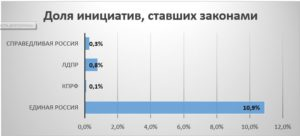 Доля инициатив, ставших законами
СПРАВЕДЛИВАЯ РОССИЯ
0,3%
ЛДПР
0,8%
КПРФ
0,1%
ЕДИНАЯ РОССИЯ
10,9%
0,0% 2,0% 4,0% 6,0% 8,0% 10,0% 12,0%